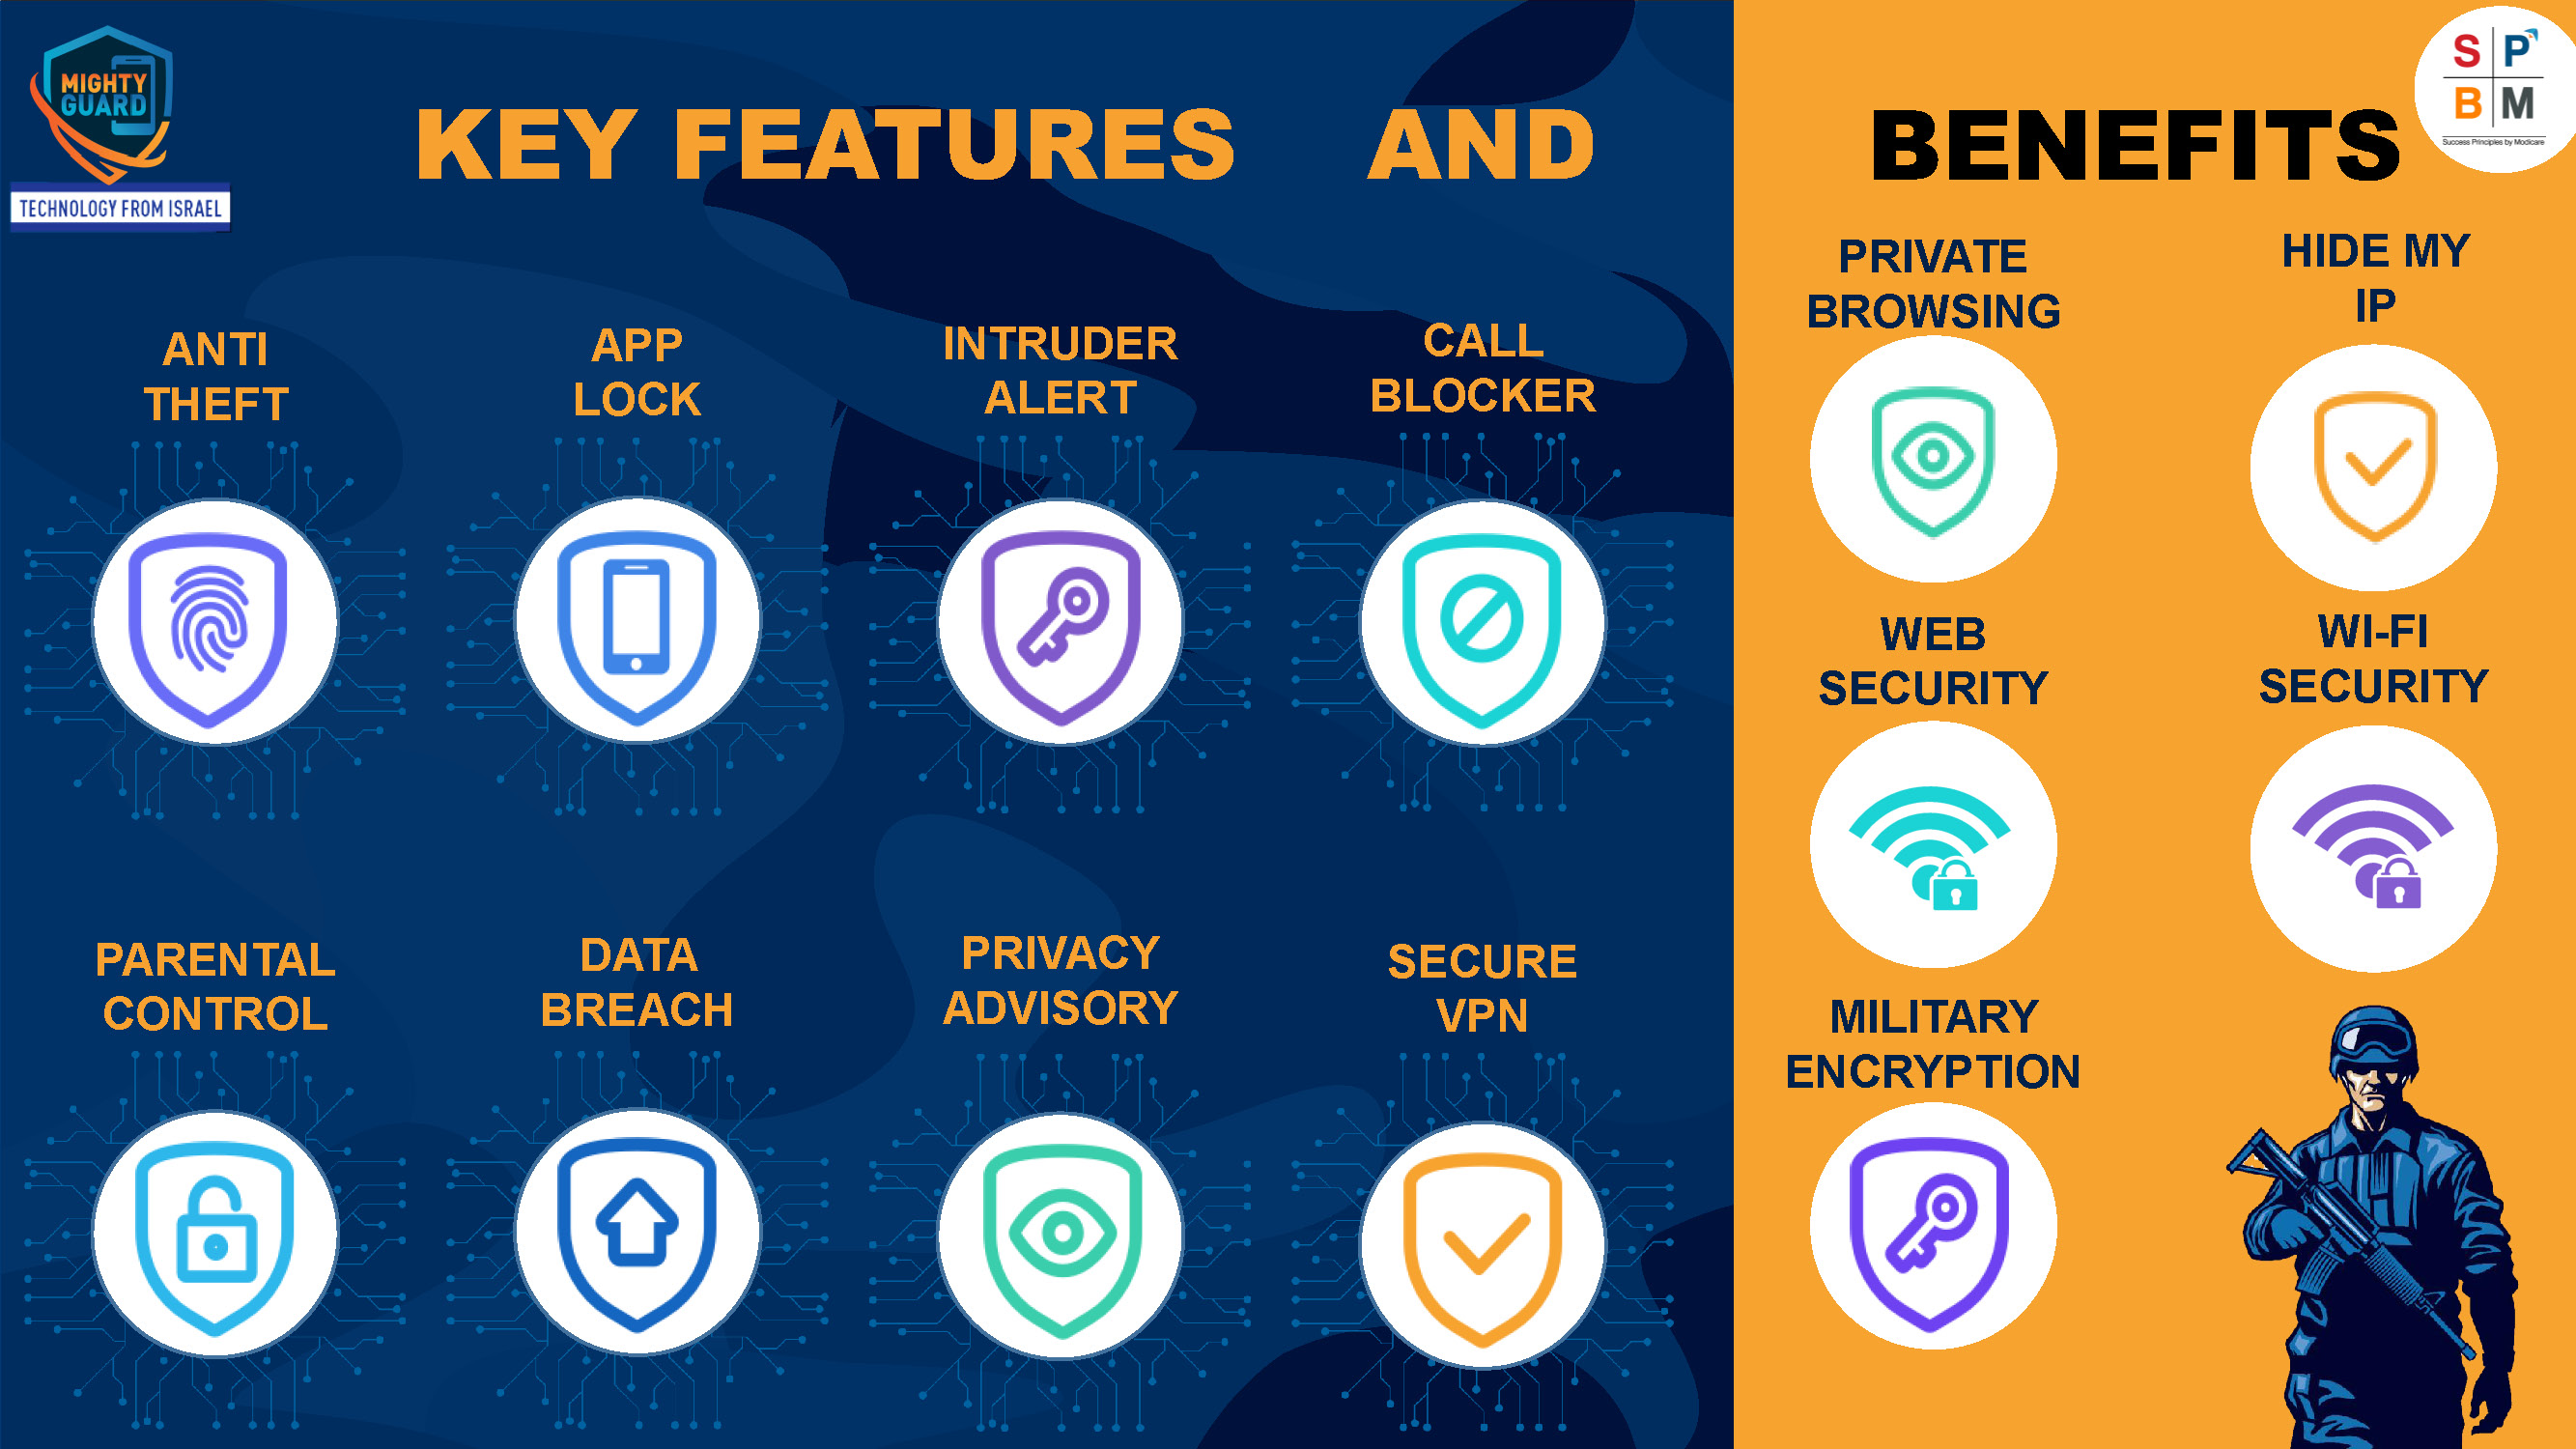 MIGHTY
GUARD
TECHNOLOGY FROM ISRAEL
KEY FEATURES AND BENEFITS
S P
B M
Success Principles by Modicare
ANTI
THEFT
APP
LOCK
INTRUDER
ALERT
CALL
BLOCKER
PARENTAL
CONTROL
DATA
BREACH
PRIVACY
ADVISORY
SECURE
VPN
PRIVATE
BROWSING
HIDE MY
IP
WEB
SECURITY
WI-FI
SECURITY
MILITARY
ENCRYPTION